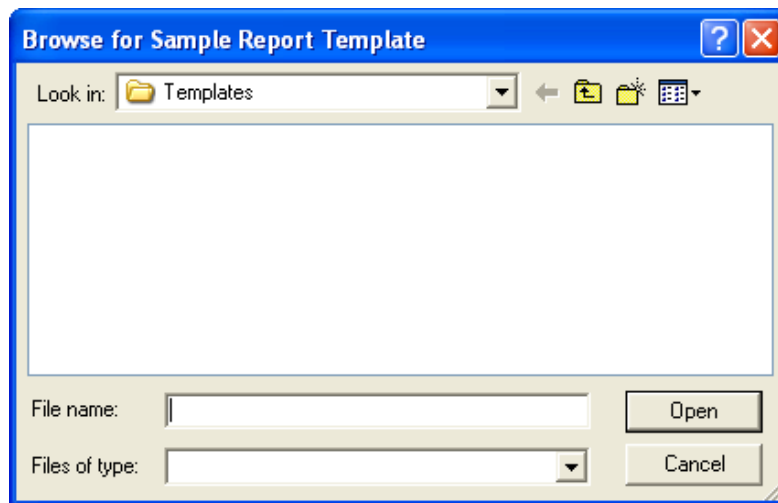 Browse for Sample Report Template
Look in: Templates
File name:
Open
Files of type:
Cancel